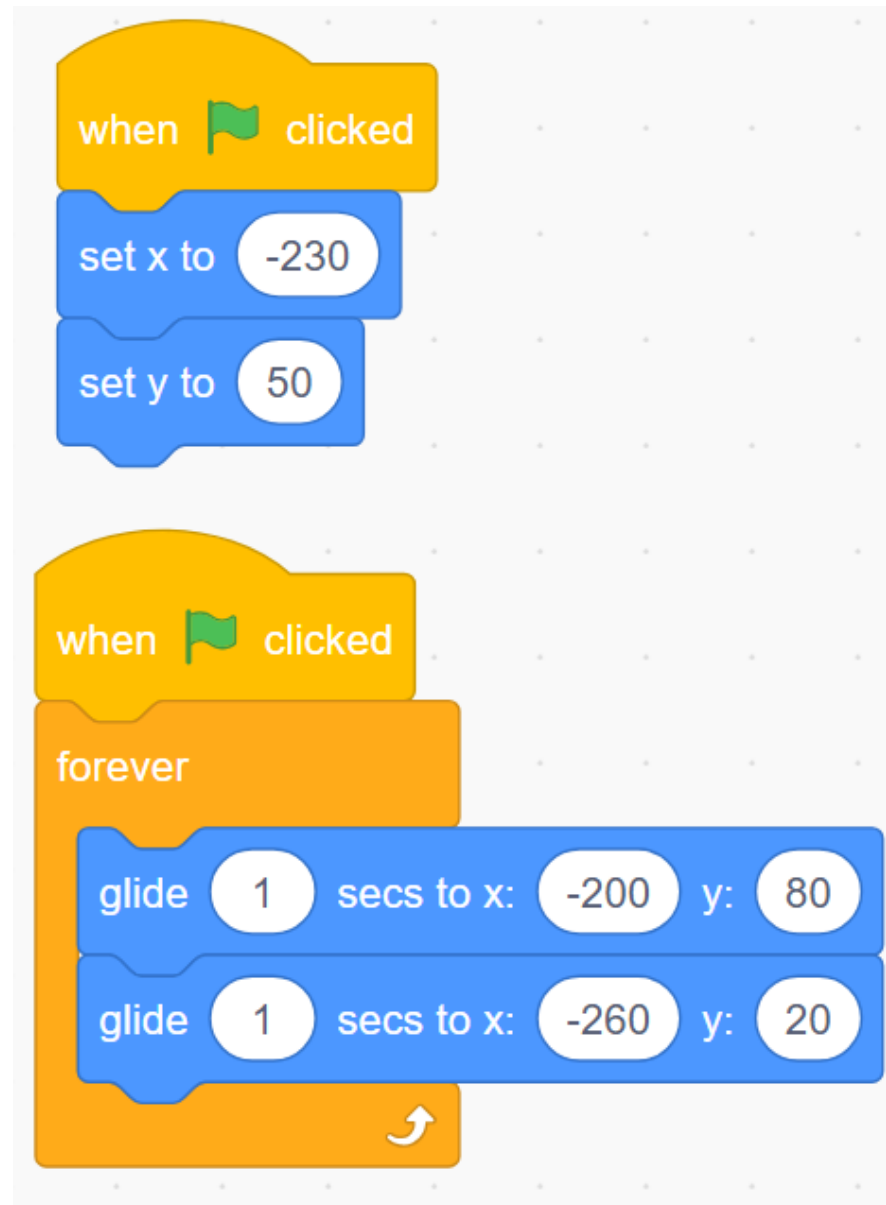 when clicked
set x to -230
set y to 50
when clicked
forever
glide 1 secs to x: -200 y: 80
glide 1 secs to x: -260 y: 20